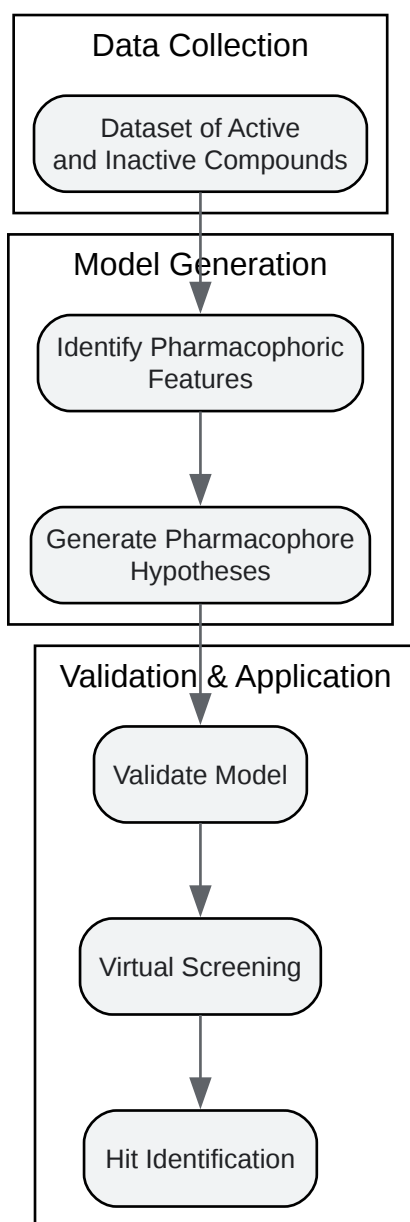 Data Collection
Dataset of Active
and Inactive Compounds
Model Generation
Identify Pharmacophoric
Features
Generate Pharmacophore
Hypotheses
Validation & Application
Validate Model
Virtual Screening
Hit Identification